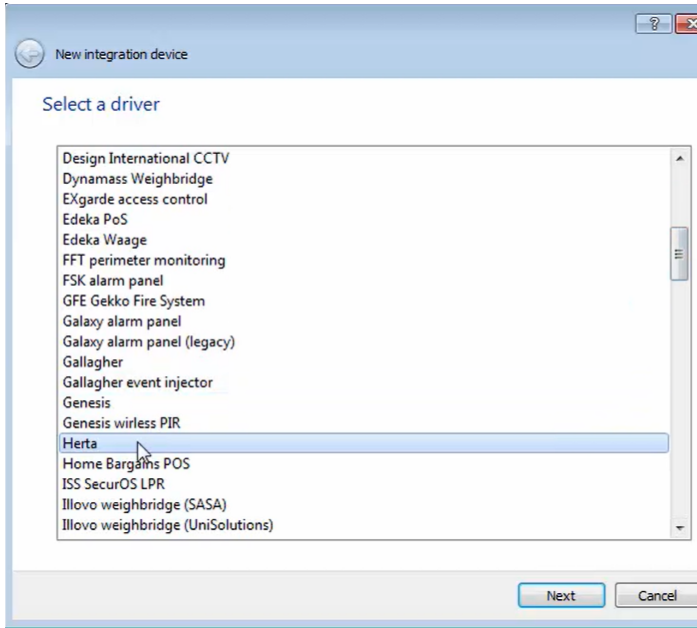 New integration device
Select a driver
Design International CCTV
Dynamass Weighbridge
EXgarde access control
Edeka PoS
Edeka Waage
FFT perimeter monitoring
FSK alarm panel
GFE Gekko Fire System
Galaxy alarm panel
Galaxy alarm panel (legacy)
Gallagher
Gallagher event injector
Genesis
Genesis wirless PIR
Herta
Home Bargains POS
ISS SecurOS LPR
Illovo weighbridge (SASA)
Illovo weighbridge (UniSolutions)
Next
Cancel